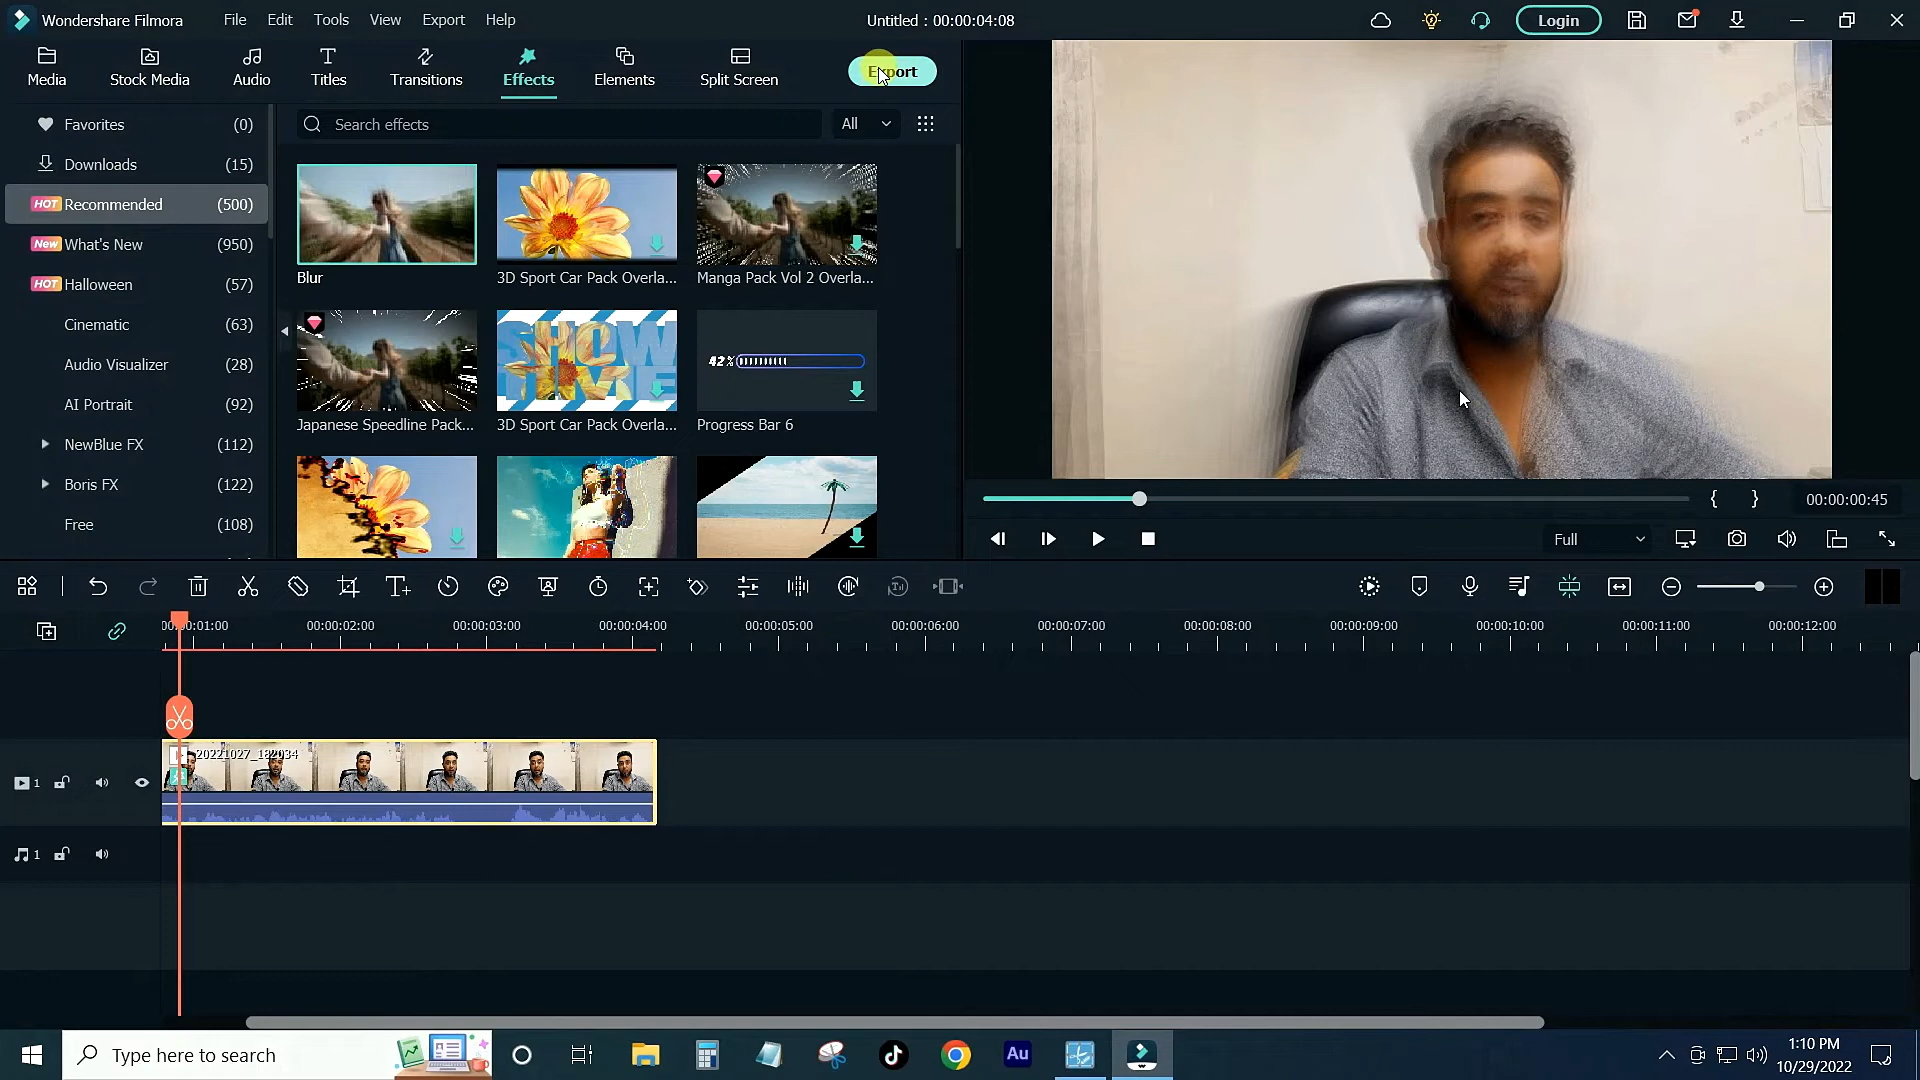 Wondershare Filmora File Edit Tools View Export Help Untitled : 00:00:04:08 Login
Media Stock Media Audio Titles Transitions Effects Elements Split Screen Export
Favorites (0)
Downloads (15)
HOT Recommended (500)
New What's New (950)
HOT Halloween (57)
Cinematic (63)
Audio Visualizer (28)
AI Portrait (92)
NewBlue FX (112)
Boris FX (122)
Free (108)
Search effects All
Blur 3D Sport Car Pack Overla... Manga Pack Vol 2 Overla...
SHOW
42%
Japanese Speedline Pack... 3D Sport Car Pack Overla... Progress Bar 6
{ } 00:00:00:45
Full
00:00:01:00 00:00:02:00 00:00:03:00 00:00:04:00 00:00:05:00 00:00:06:00 00:00:07:00 00:00:08:00 00:00:09:00 00:00:10:00 00:00:11:00 00:00:12:00
20221027_182034
1
1
Type here to search
Au
1:10 PM
10/29/2022